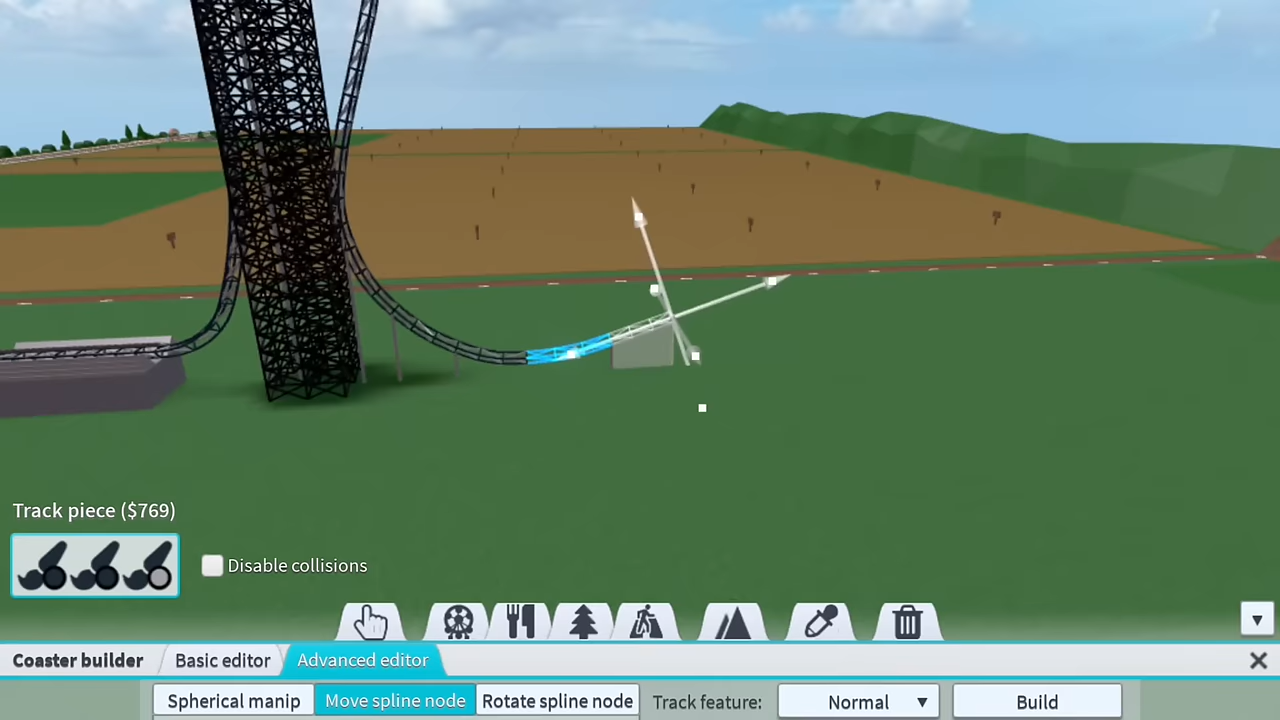 Track piece ($769)
Disable collisions
Coaster builder
Basic editor
Advanced editor
Spherical manip
Move spline node
Rotate spline node
Track feature:
Normal
Build